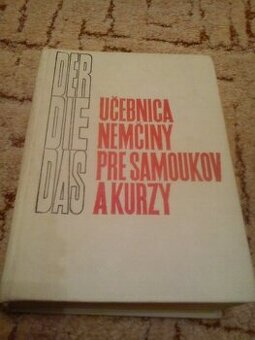 DER
DIE
DAS
UČEBNICA
NEMČINY
PRE SAMOUKOV
A KURZY